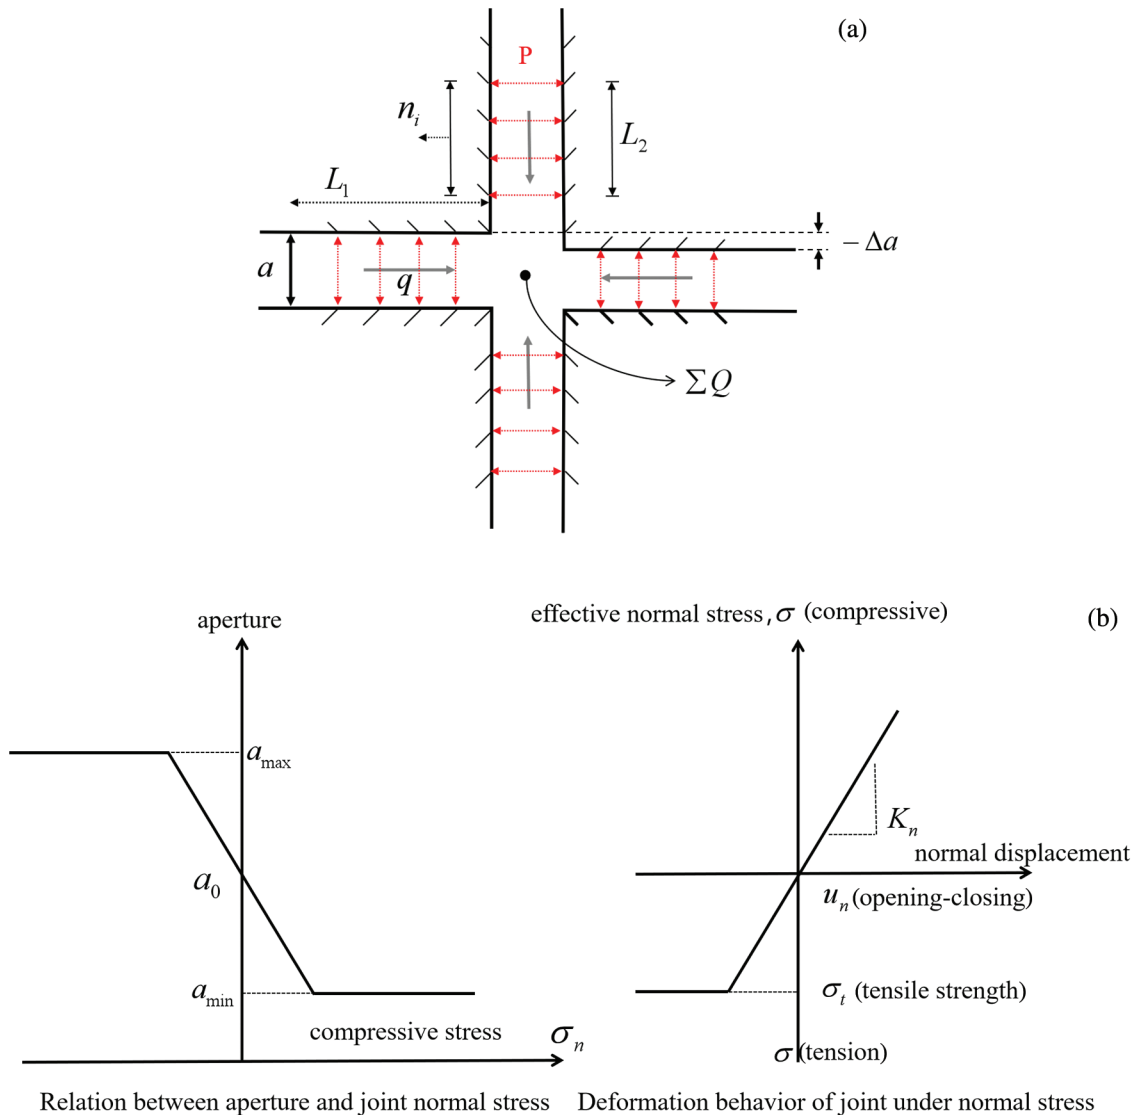 (a)
P
n_i
L_2
L_1
− Δa
a
q
ΣQ
effective normal stress, σ (compressive)
(b)
aperture
a_max
K_n
normal displacement
a_0
u_n (opening-closing)
a_min
σ_t (tensile strength)
compressive stress
σ_n
σ (tension)
Relation between aperture and joint normal stress
Deformation behavior of joint under normal stress